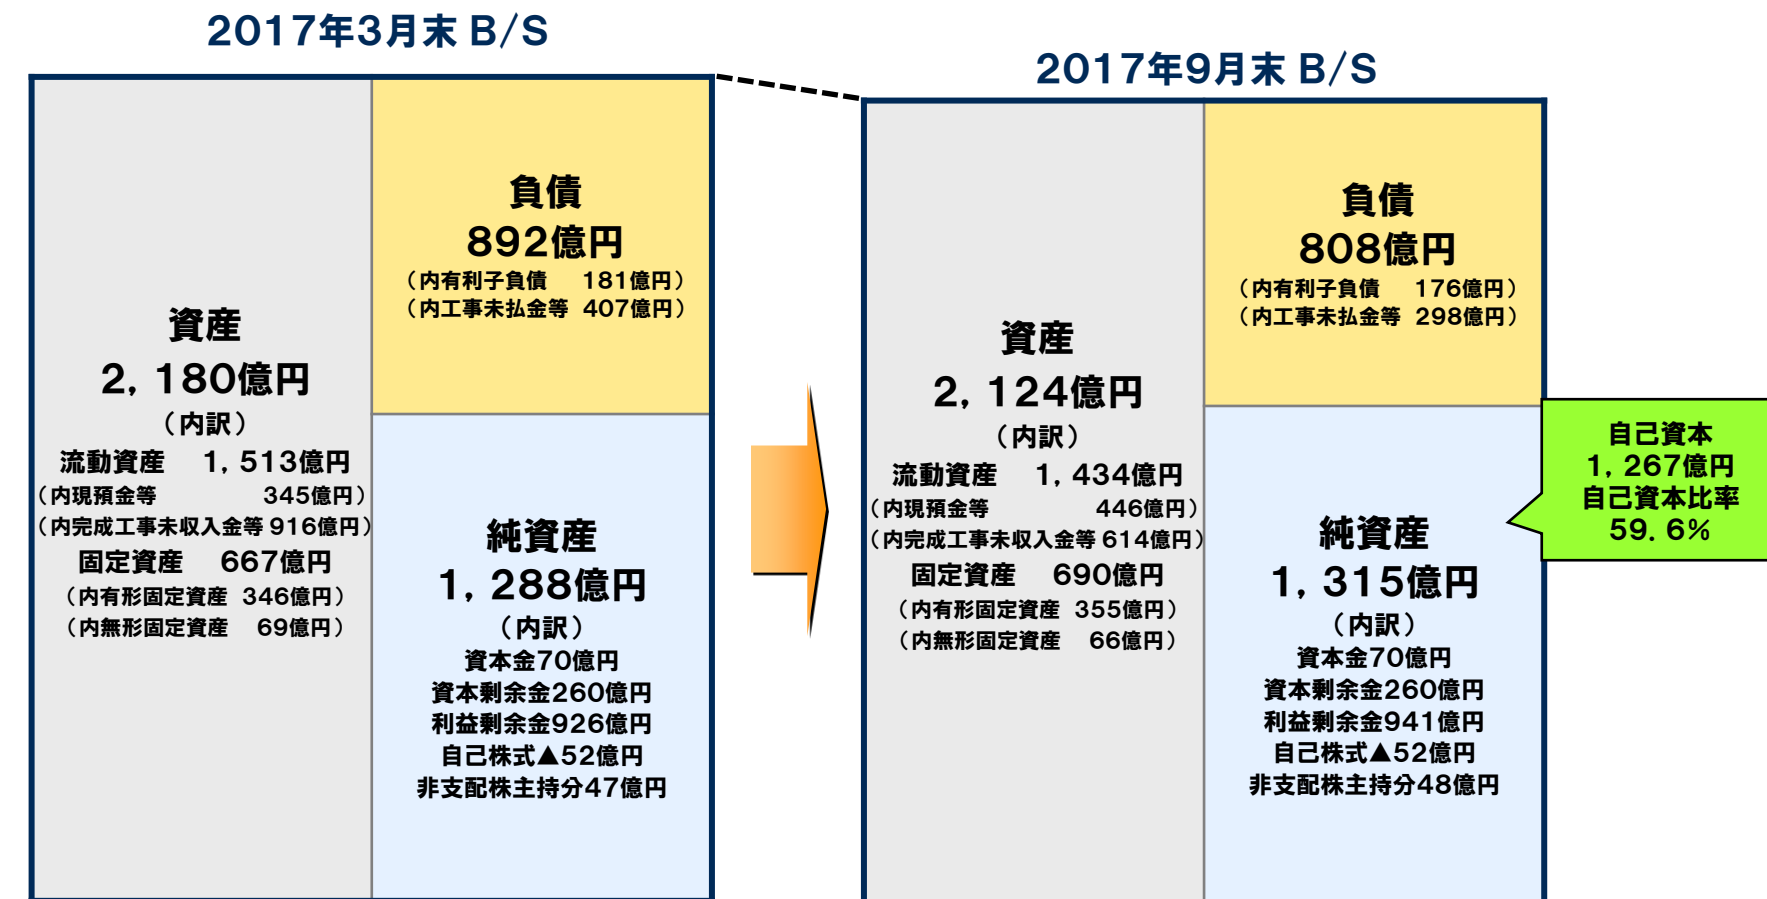 2017年3月末 B/S
資産
2,180億円
(内訳)
流動資産 1,513億円
(内現預金等 345億円)
(内完成工事未収入金等 916億円)
固定資産 667億円
(内有形固定資産 346億円)
(内無形固定資産 69億円)
負債
892億円
(内有利子負債 181億円)
(内工事未払金等 407億円)
純資産
1,288億円
(内訳)
資本金70億円
資本剰余金260億円
利益剰余金926億円
自己株式▲52億円
非支配株主持分47億円
2017年9月末 B/S
資産
2,124億円
(内訳)
流動資産 1,434億円
(内現預金等 446億円)
(内完成工事未収入金等 614億円)
固定資産 690億円
(内有形固定資産 355億円)
(内無形固定資産 66億円)
負債
808億円
(内有利子負債 176億円)
(内工事未払金等 298億円)
純資産
1,315億円
(内訳)
資本金70億円
資本剰余金260億円
利益剰余金941億円
自己株式▲52億円
非支配株主持分48億円
自己資本
1,267億円
自己資本比率
59.6%